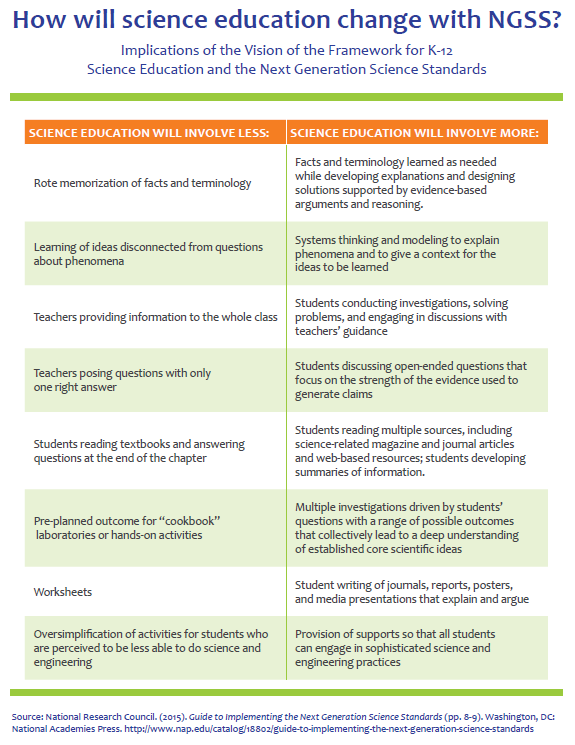 How will science education change with NGSS?
Implications of the Vision of the Framework for K-12
Science Education and the Next Generation Science Standards
SCIENCE EDUCATION WILL INVOLVE LESS:
SCIENCE EDUCATION WILL INVOLVE MORE:
Rote memorization of facts and terminology
Facts and terminology learned as needed
while developing explanations and designing
solutions supported by evidence-based
arguments and reasoning.
Learning of ideas disconnected from questions
about phenomena
Systems thinking and modeling to explain
phenomena and to give a context for the
ideas to be learned
Teachers providing information to the whole class
Students conducting investigations, solving
problems, and engaging in discussions with
teachers’ guidance
Teachers posing questions with only
one right answer
Students discussing open-ended questions that
focus on the strength of the evidence used to
generate claims
Students reading textbooks and answering
questions at the end of the chapter
Students reading multiple sources, including
science-related magazine and journal articles
and web-based resources; students developing
summaries of information.
Pre-planned outcome for “cookbook”
laboratories or hands-on activities
Multiple investigations driven by students’
questions with a range of possible outcomes
that collectively lead to a deep understanding
of established core scientific ideas
Worksheets
Student writing of journals, reports, posters,
and media presentations that explain and argue
Oversimplification of activities for students who
are perceived to be less able to do science and
engineering
Provision of supports so that all students
can engage in sophisticated science and
engineering practices
Source: National Research Council. (2015). Guide to Implementing the Next Generation Science Standards (pp. 8-9). Washington, DC:
National Academies Press. http://www.nap.edu/catalog/18802/guide-to-implementing-the-next-generation-science-standards